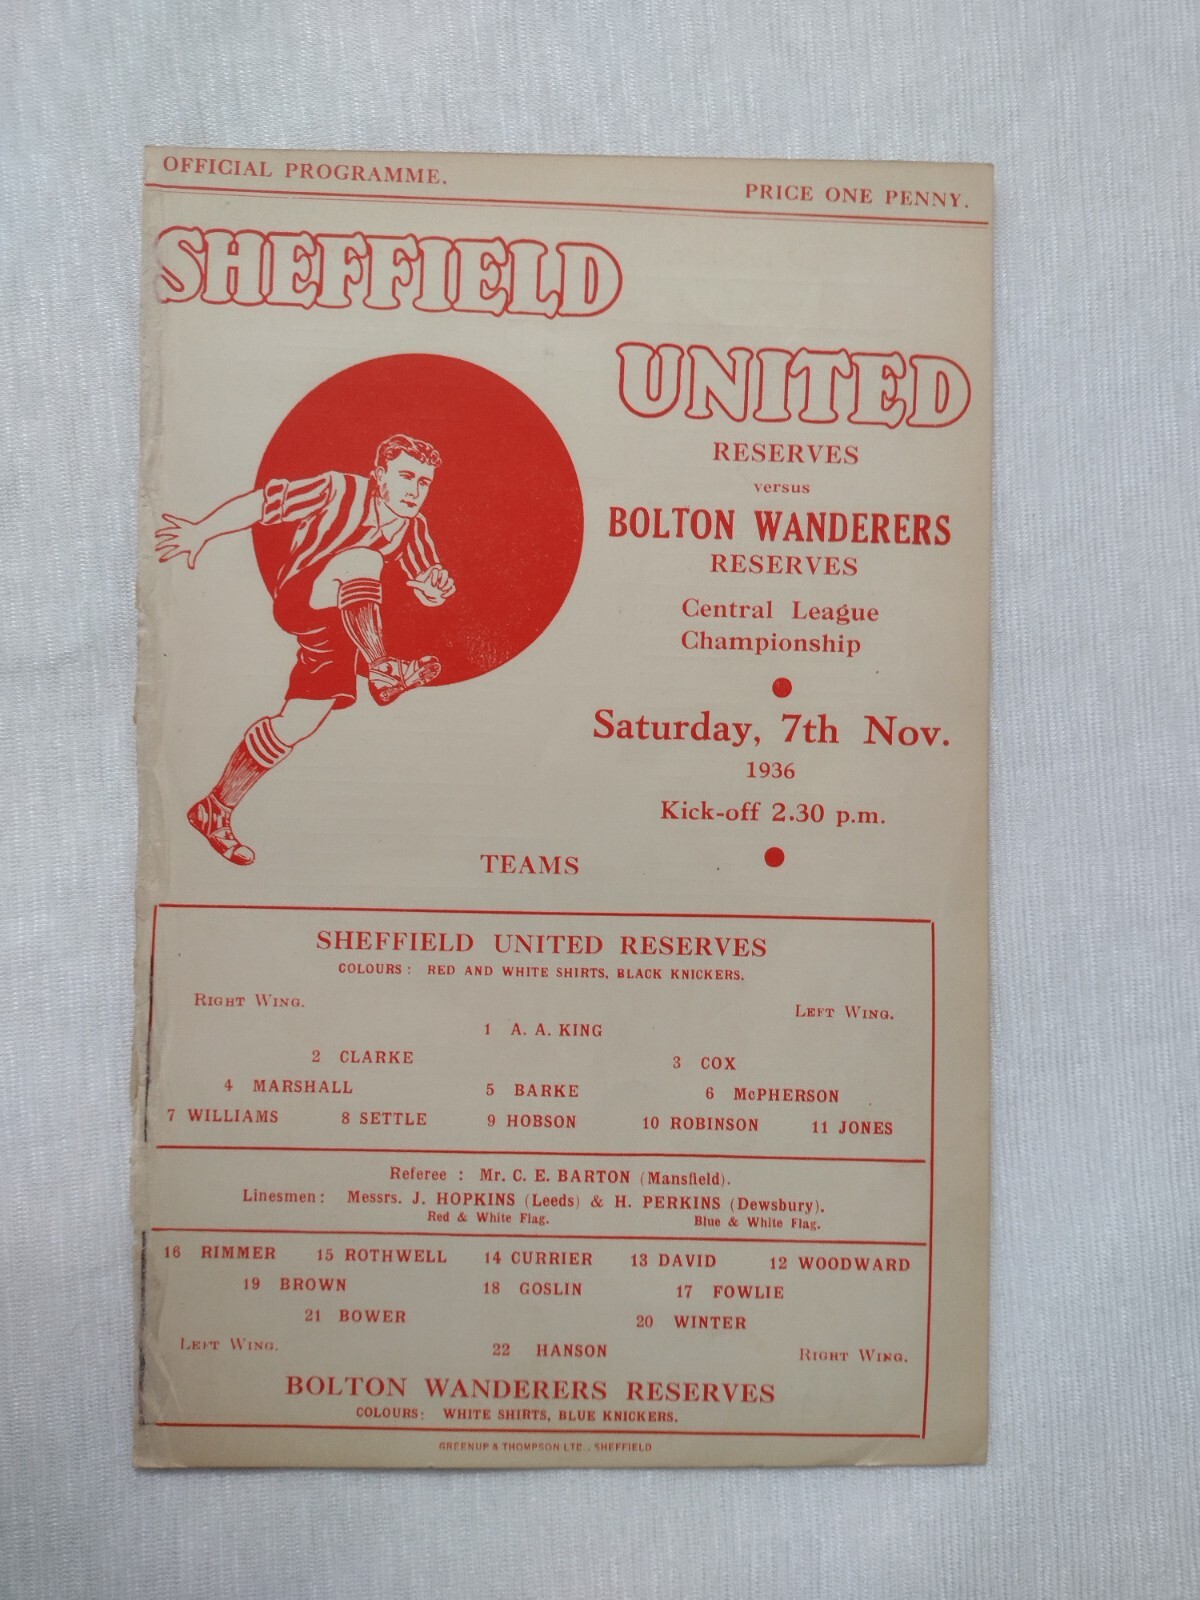 OFFICIAL PROGRAMME.
PRICE ONE PENNY.
SHEFFIELD
UNITED
RESERVES
versus
BOLTON WANDERERS
RESERVES
Central League
Championship
Saturday, 7th Nov.
1936
Kick-off 2.30 p.m.
TEAMS
SHEFFIELD UNITED RESERVES
COLOURS: RED AND WHITE SHIRTS, BLACK KNICKERS.
RIGHT WING.
LEFT WING.
1 A. A. KING
2 CLARKE 3 COX
4 MARSHALL 5 BARKE 6 McPHERSON
7 WILLIAMS 8 SETTLE 9 HOBSON 10 ROBINSON 11 JONES
Referee : Mr. C. E. BARTON (Mansfield).
Linesmen: Messrs. J. HOPKINS (Leeds) & H. PERKINS (Dewsbury).
Red & White Flag. Blue & White Flag.
16 RIMMER 15 ROTHWELL 14 CURRIER 13 DAVID 12 WOODWARD
19 BROWN 18 GOSLIN 17 FOWLIE
21 BOWER 20 WINTER
LEFT WING. 22 HANSON RIGHT WING.
BOLTON WANDERERS RESERVES
COLOURS: WHITE SHIRTS, BLUE KNICKERS.
GREENUP & THOMPSON LTD., SHEFFIELD